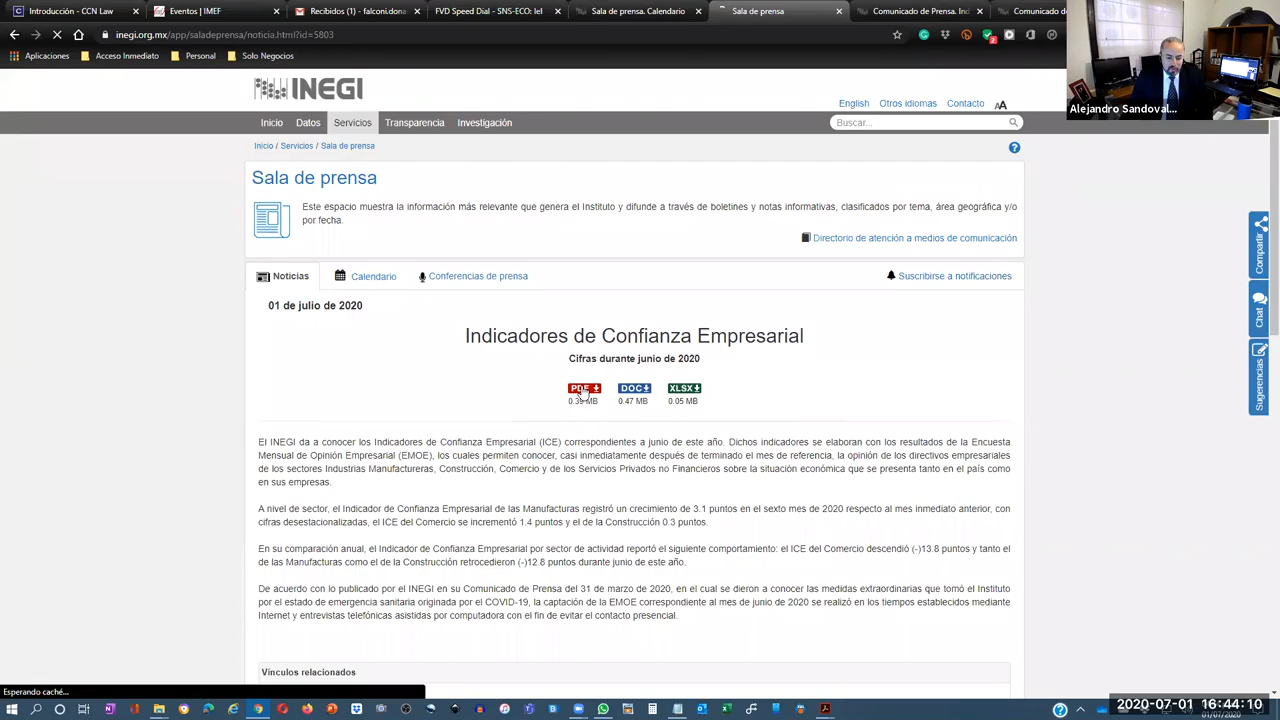 Introducción - CCN Law
Eventos | IMEF
Recibidos (1) - falconi.dona
FVD Speed Dial - SNS-ECO: Iel
Sala de prensa. Calendario
Sala de prensa
Comunicado de Prensa. In
Comunicado de
inegi.org.mx/app/saladeprensa/noticia.html?id=5803
Aplicaciones
Acceso Inmediato
Personal
Solo Negocios
Alejandro Sandoval...
INEGI
English
Otros idiomas
Contacto
AA
Inicio
Datos
Servicios
Transparencia
Investigación
Buscar...
Inicio / Servicios / Sala de prensa
Sala de prensa
Este espacio muestra la información más relevante que genera el Instituto y difunde a través de boletines y notas informativas, clasificados por tema, área geográfica y/o
por fecha.
Directorio de atención a medios de comunicación
Noticias
Calendario
Conferencias de prensa
Suscribirse a notificaciones
Compartir
Chat
Sugerencias
01 de julio de 2020
Indicadores de Confianza Empresarial
Cifras durante junio de 2020
PDF
DOC
XLSX
0.39 MB
0.47 MB
0.05 MB
El INEGI da a conocer los Indicadores de Confianza Empresarial (ICE) correspondientes a junio de este año. Dichos indicadores se elaboran con los resultados de la Encuesta
Mensual de Opinión Empresarial (EMOE), los cuales permiten conocer, casi inmediatamente después de terminado el mes de referencia, la opinión de los directivos empresariales
de los sectores Industrias Manufactureras, Construcción, Comercio y de los Servicios Privados no Financieros sobre la situación económica que se presenta tanto en el país como
en sus empresas.
A nivel de sector, el Indicador de Confianza Empresarial de las Manufacturas registró un crecimiento de 3.1 puntos en el sexto mes de 2020 respecto al mes inmediato anterior, con
cifras desestacionalizadas, el ICE del Comercio se incrementó 1.4 puntos y el de la Construcción 0.3 puntos.
En su comparación anual, el Indicador de Confianza Empresarial por sector de actividad reportó el siguiente comportamiento: el ICE del Comercio descendió (-)13.8 puntos y tanto el
de las Manufacturas como el de la Construcción retrocedieron (-)12.8 puntos durante junio de este año.
De acuerdo con lo publicado por el INEGI en su Comunicado de Prensa del 31 de marzo de 2020, en el cual se dieron a conocer las medidas extraordinarias que tomó el Instituto
por el estado de emergencia sanitaria originada por el COVID-19, la captación de la EMOE correspondiente al mes de junio de 2020 se realizó en los tiempos establecidos mediante
Internet y entrevistas telefónicas asistidas por computadora con el fin de evitar el contacto presencial.
Vínculos relacionados
Esperando caché...
2020-07-01 16:44:10
01/07/2020